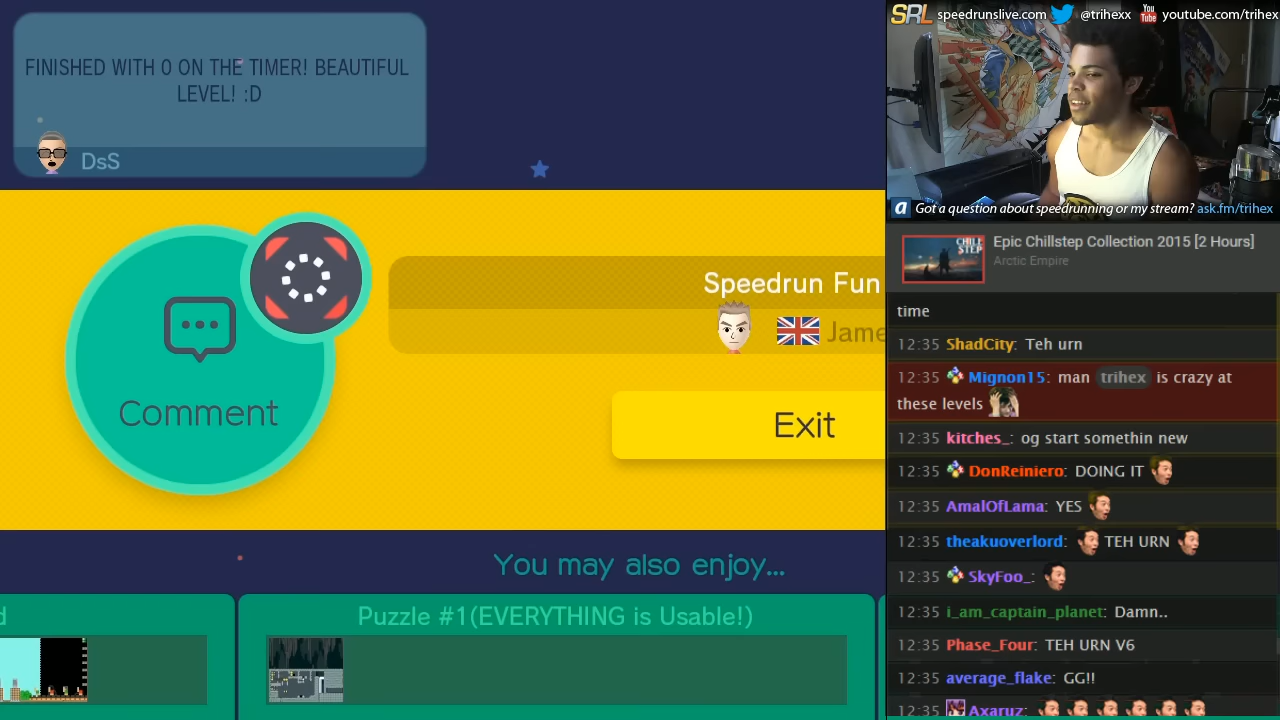 FINISHED WITH 0 ON THE TIMER! BEAUTIFUL
LEVEL! :D
DsS
Comment
Speedrun Fun
Jame
Exit
You may also enjoy...
d
Puzzle #1(EVERYTHING is Usable!)
SRL speedrunslive.com @trihexx You Tube youtube.com/trihex
a Got a question about speedrunning or my stream? ask.fm/trihex
CHILL
STEP
Epic Chillstep Collection 2015 [2 Hours]
Arctic Empire
time
12:35 ShadCity: Teh urn
12:35 Mignon15: man trihex is crazy at
these levels
12:35 kitches_: og start somethin new
12:35 DonReiniero: DOING IT
12:35 AmalOfLama: YES
12:35 theakuoverlord: TEH URN
12:35 SkyFoo_:
12:35 i_am_captain_planet: Damn..
12:35 Phase_Four: TEH URN V6
12:35 average_flake: GG!!
12:35 Axaruz: